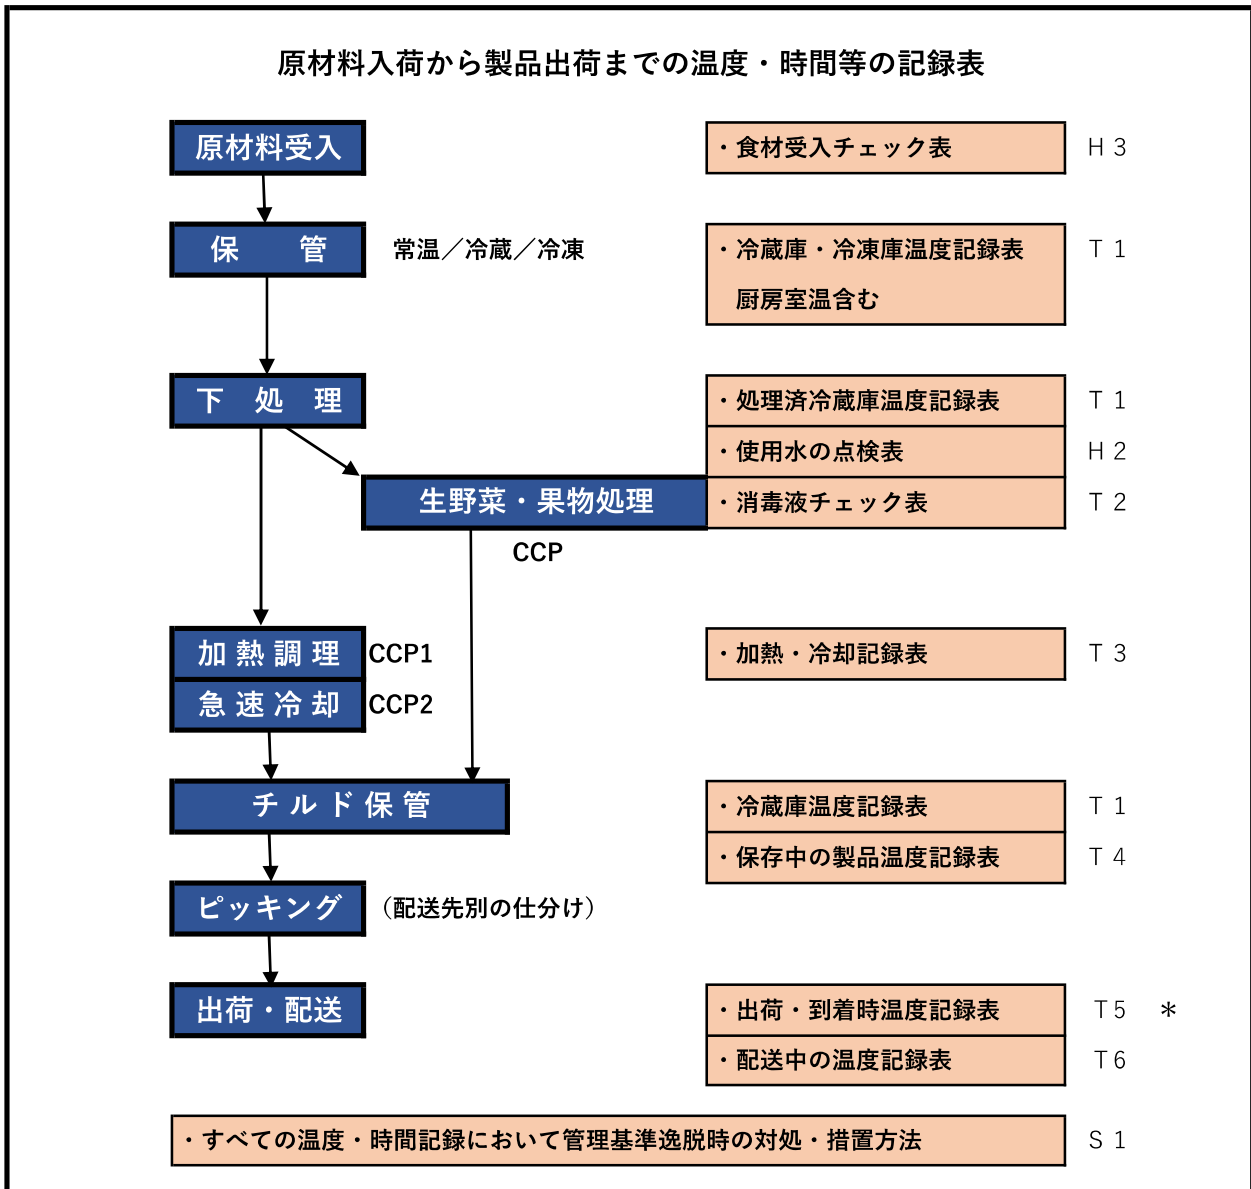 原材料入荷から製品出荷までの温度・時間等の記録表
原材料受入
・食材受入チェック表 H3
保 管 常温／冷蔵／冷凍
・冷蔵庫・冷凍庫温度記録表 T1
厨房室温含む
下 処 理
・処理済冷蔵庫温度記録表 T1
・使用水の点検表 H2
生野菜・果物処理
・消毒液チェック表 T2
CCP
加熱調理 CCP1
・加熱・冷却記録表 T3
急速冷却 CCP2
チルド保管
・冷蔵庫温度記録表 T1
・保存中の製品温度記録表 T4
ピッキング （配送先別の仕分け）
出荷・配送
・出荷・到着時温度記録表 T5 ＊
・配送中の温度記録表 T6
・すべての温度・時間記録において管理基準逸脱時の対処・措置方法 S1